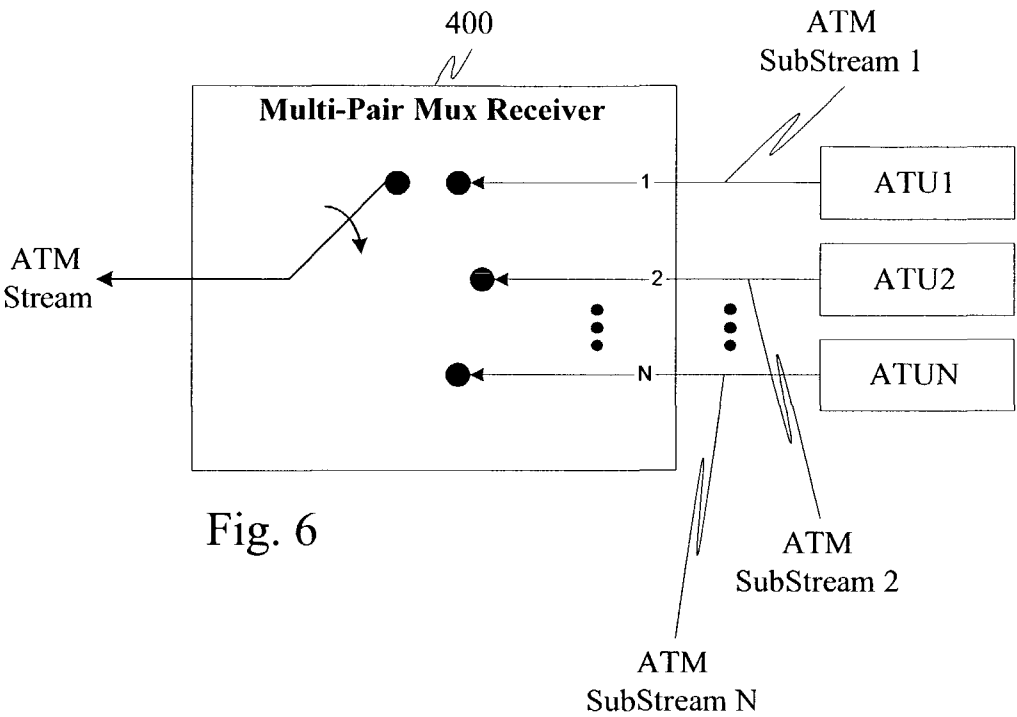 400
ATM
SubStream 1
Multi-Pair Mux Receiver
1
ATU1
ATM
Stream
2
ATU2
N
ATUN
Fig. 6
ATM
SubStream 2
ATM
SubStream N